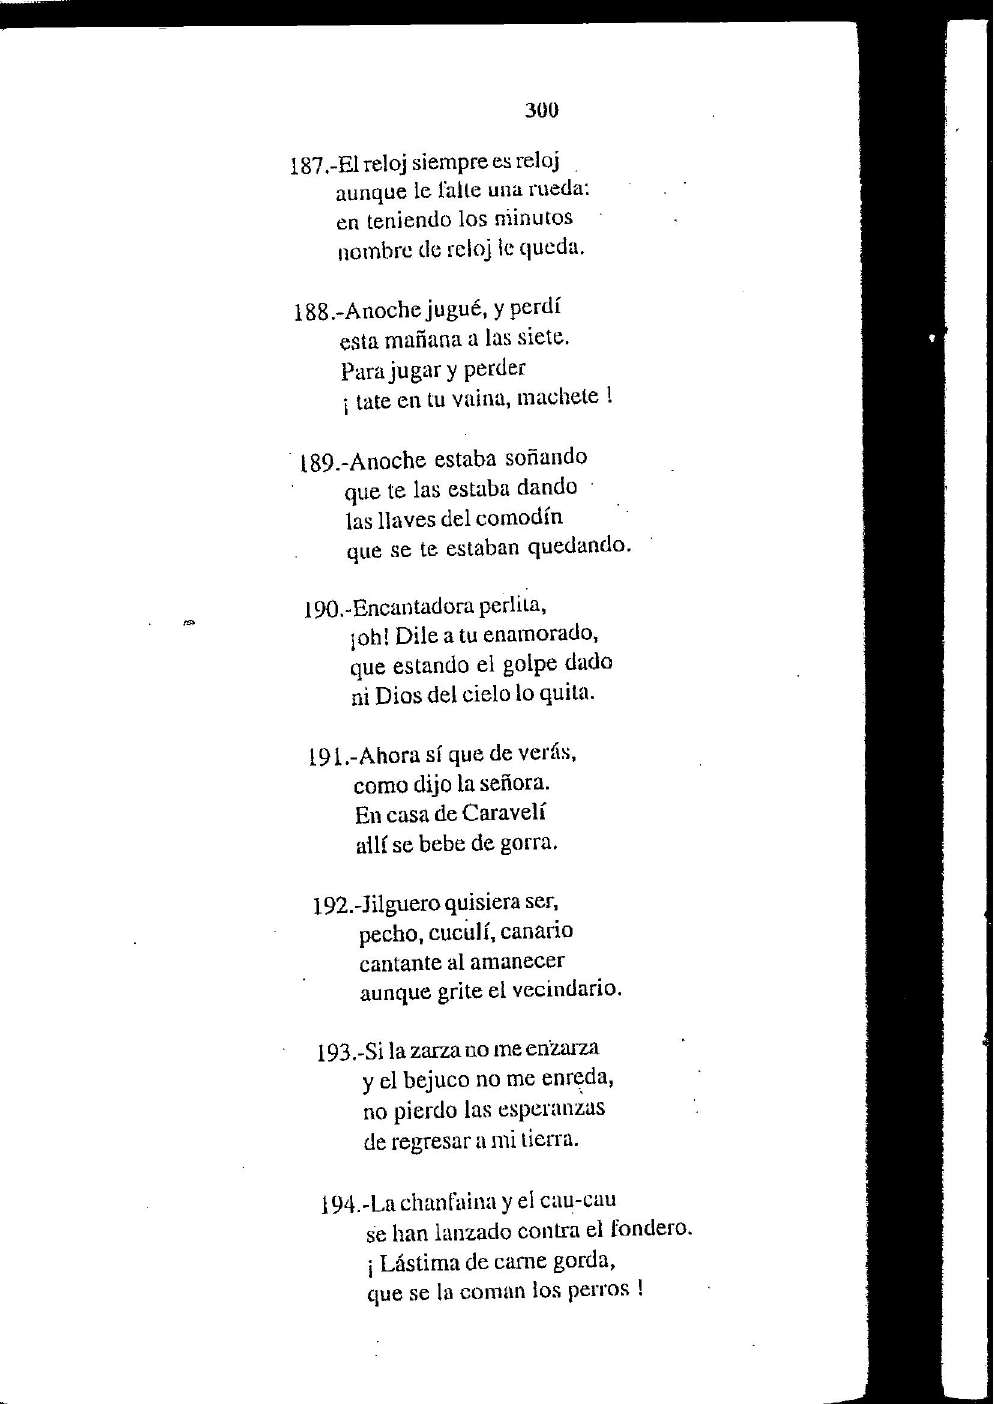 300
187.-El reloj siempre es reloj
aunque le falte una rueda:
en teniendo los minutos
nombre de reloj le queda.
188.-Anoche jugué, y perdí
esta mañana a las siete.
Para jugar y perder
¡ tate en tu vaina, machete !
189.-Anoche estaba soñando
que te las estaba dando
las llaves del comodín
que se te estaban quedando.
190.-Encantadora perlita,
¡oh! Dile a tu enamorado,
que estando el golpe dado
ni Dios del cielo lo quita.
191.-Ahora sí que de verás,
como dijo la señora.
En casa de Caravelí
allí se bebe de gorra.
192.-Jilguero quisiera ser,
pecho, cuculí, canario
cantante al amanecer
aunque grite el vecindario.
193.-Si la zarza no me enzarza
y el bejuco no me enreda,
no pierdo las esperanzas
de regresar a mi tierra.
194.-La chanfaina y el cau-cau
se han lanzado contra el fondero.
¡ Lástima de carne gorda,
que se la coman los perros !